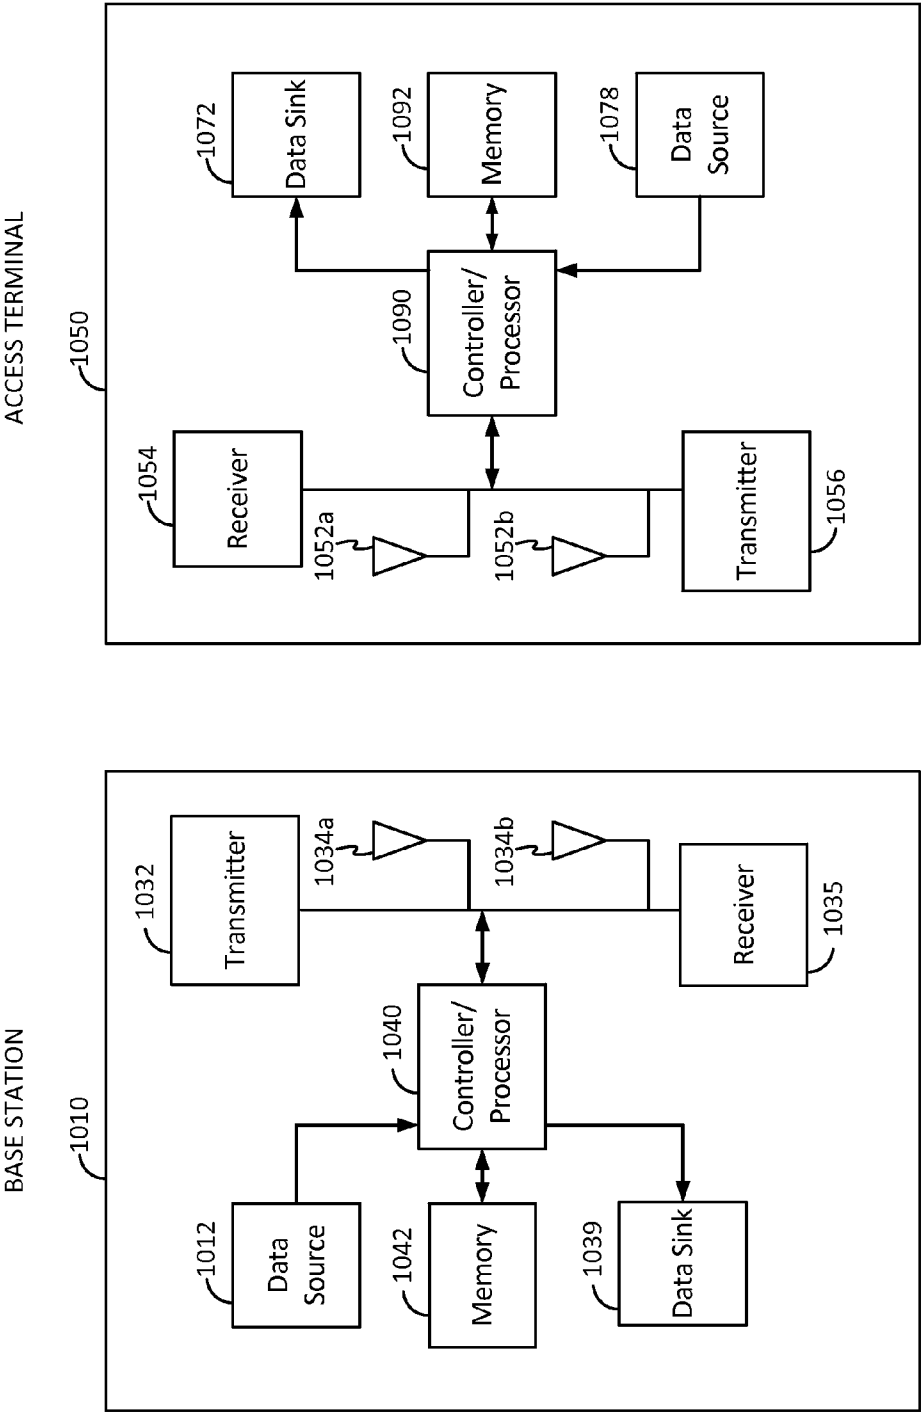 BASE STATION
1010
1012
Data
Source
1032
Transmitter
1034a
1040
Controller/
Processor
1042
Memory
1034b
1039
Data Sink
Receiver
1035
ACCESS TERMINAL
1050
1054
Receiver
1072
Data Sink
1052a
1090
Controller/
Processor
1092
Memory
1052b
1078
Data
Source
Transmitter
1056